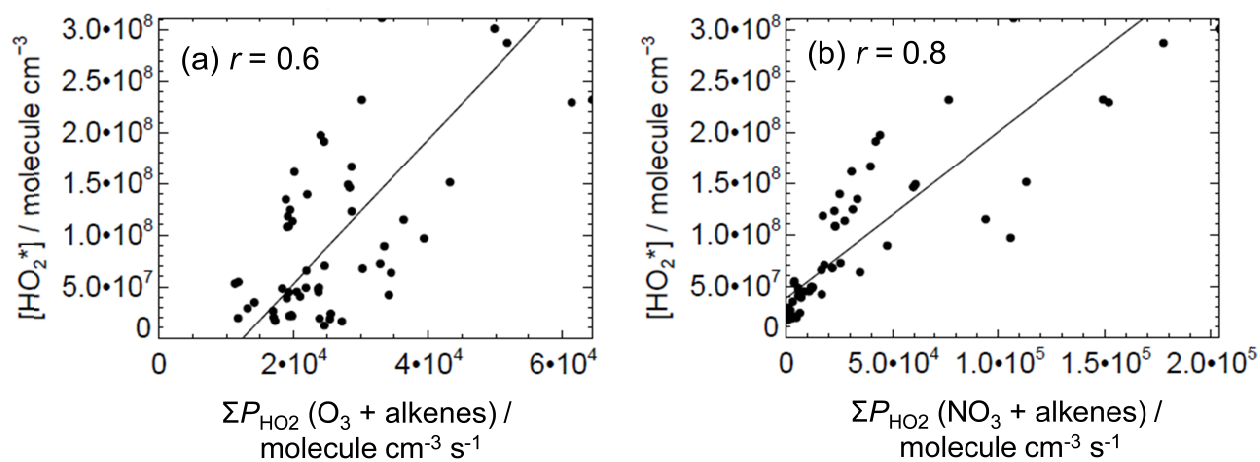 (a) r = 0.6
[HO₂*] / molecule cm⁻³
3.0•10⁸
2.5•10⁸
2.0•10⁸
1.5•10⁸
1.0•10⁸
5.0•10⁷
0
0 2•10⁴ 4•10⁴ 6•10⁴
ΣP_HO2 (O₃ + alkenes) /
molecule cm⁻³ s⁻¹
(b) r = 0.8
[HO₂*] / molecule cm⁻³
3.0•10⁸
2.5•10⁸
2.0•10⁸
1.5•10⁸
1.0•10⁸
5.0•10⁷
0
0 5.0•10⁴ 1.0•10⁵ 1.5•10⁵ 2.0•10⁵
ΣP_HO2 (NO₃ + alkenes) /
molecule cm⁻³ s⁻¹